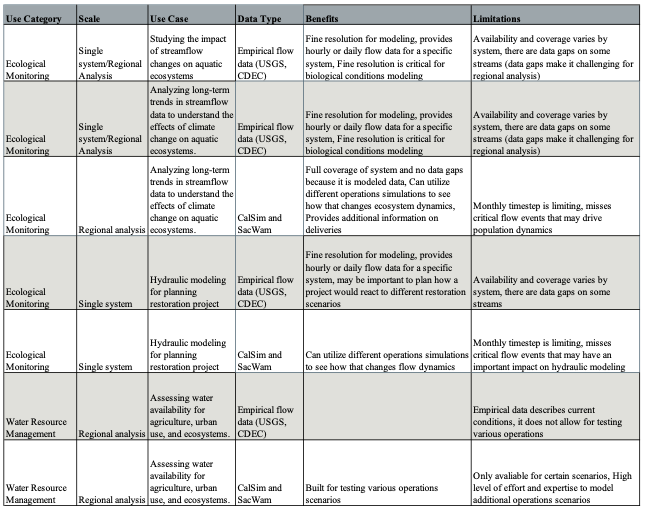 Use Category Scale Use Case Data Type Benefits Limitations
Ecological
Monitoring
Single
system/Regional
Analysis
Studying the impact
of streamflow
changes on aquatic
ecosystems
Empirical flow
data (USGS,
CDEC)
Fine resolution for modeling, provides
hourly or daily flow data for a specific
system, Fine resolution is critical for
biological conditions modeling
Availability and coverage varies by
system, there are data gaps on some
streams (data gaps make it challenging for
regional analysis)
Ecological
Monitoring
Single
system/Regional
Analysis
Analyzing long-term
trends in streamflow
data to understand the
effects of climate
change on aquatic
ecosystems.
Empirical flow
data (USGS,
CDEC)
Fine resolution for modeling, provides
hourly or daily flow data for a specific
system, Fine resolution is critical for
biological conditions modeling
Availability and coverage varies by
system, there are data gaps on some
streams (data gaps make it challenging for
regional analysis)
Ecological
Monitoring
Regional analysis
Analyzing long-term
trends in streamflow
data to understand the
effects of climate
change on aquatic
ecosystems.
CalSim and
SacWam
Full coverage of system and no data gaps
because it is modeled data, Can utilize
different operations simulations to see
how that changes ecosystem dynamics,
Provides additional information on
deliveries
Monthly timestep is limiting, misses
critical flow events that may drive
population dynamics
Ecological
Monitoring
Single system
Hydraulic modeling
for planning
restoration project
Empirical flow
data (USGS,
CDEC)
Fine resolution for modeling, provides
hourly or daily flow data for a specific
system, may be important to plan how a
project would react to different restoration
scenarios
Availability and coverage varies by
system, there are data gaps on some
streams
Ecological
Monitoring
Single system
Hydraulic modeling
for planning
restoration project
CalSim and
SacWam
Can utilize different operations simulations
to see how that changes flow dynamics
Monthly timestep is limiting, misses
critical flow events that may have an
important impact on hydraulic modeling
Water Resource
Management
Regional analysis
Assessing water
availability for
agriculture, urban
use, and ecosystems.
Empirical flow
data (USGS,
CDEC)
Empirical data describes current
conditions, it does not allow for testing
various operations
Water Resource
Management
Regional analysis
Assessing water
availability for
agriculture, urban
use, and ecosystems.
CalSim and
SacWam
Built for testing various operations
scenarios
Only avaliable for certain scenarios, High
level of effort and expertise to model
additional operations scenarios